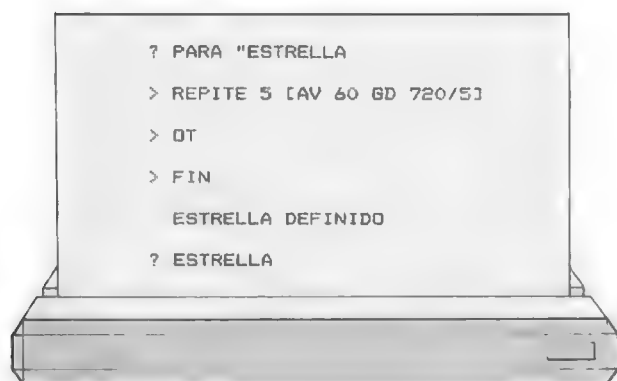 ? PARA "ESTRELLA
> REPITE 5 [AV 60 GD 720/5]
> OT
> FIN
ESTRELLA DEFINIDO
? ESTRELLA